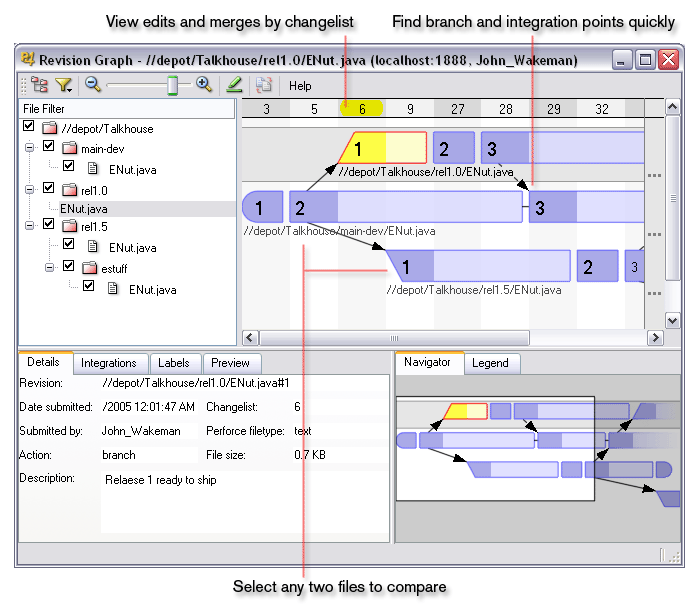 View edits and merges by changelist
Find branch and integration points quickly
Revision Graph - //depot/Talkhouse/rel1.0/ENut.java (localhost:1888, John_Wakeman)
Help
File Filter
//depot/Talkhouse
main-dev
ENut.java
rel1.0
ENut.java
rel1.5
ENut.java
estuff
ENut.java
3 5 6 9 27 28 29 32
1 2 3
//depot/Talkhouse/rel1.0/ENut.java
1 2 3
//depot/Talkhouse/main-dev/ENut.java
1 2 3
//depot/Talkhouse/rel1.5/ENut.java
Details Integrations Labels Preview
Revision: //depot/Talkhouse/rel1.0/ENut.java#1
Date submitted: /2005 12:01:47 AM Changelist: 6
Submitted by: John_Wakeman Perforce filetype: text
Action: branch File size: 0.7 KB
Description: Relaese 1 ready to ship
Navigator Legend
Select any two files to compare